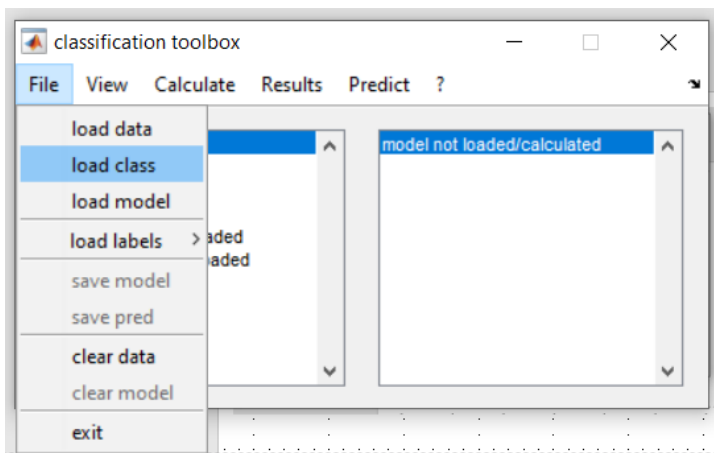 classification toolbox
File View Calculate Results Predict ?
load data
load class
load model
load labels
save model
save pred
clear data
clear model
exit
aded
aded
model not loaded/calculated